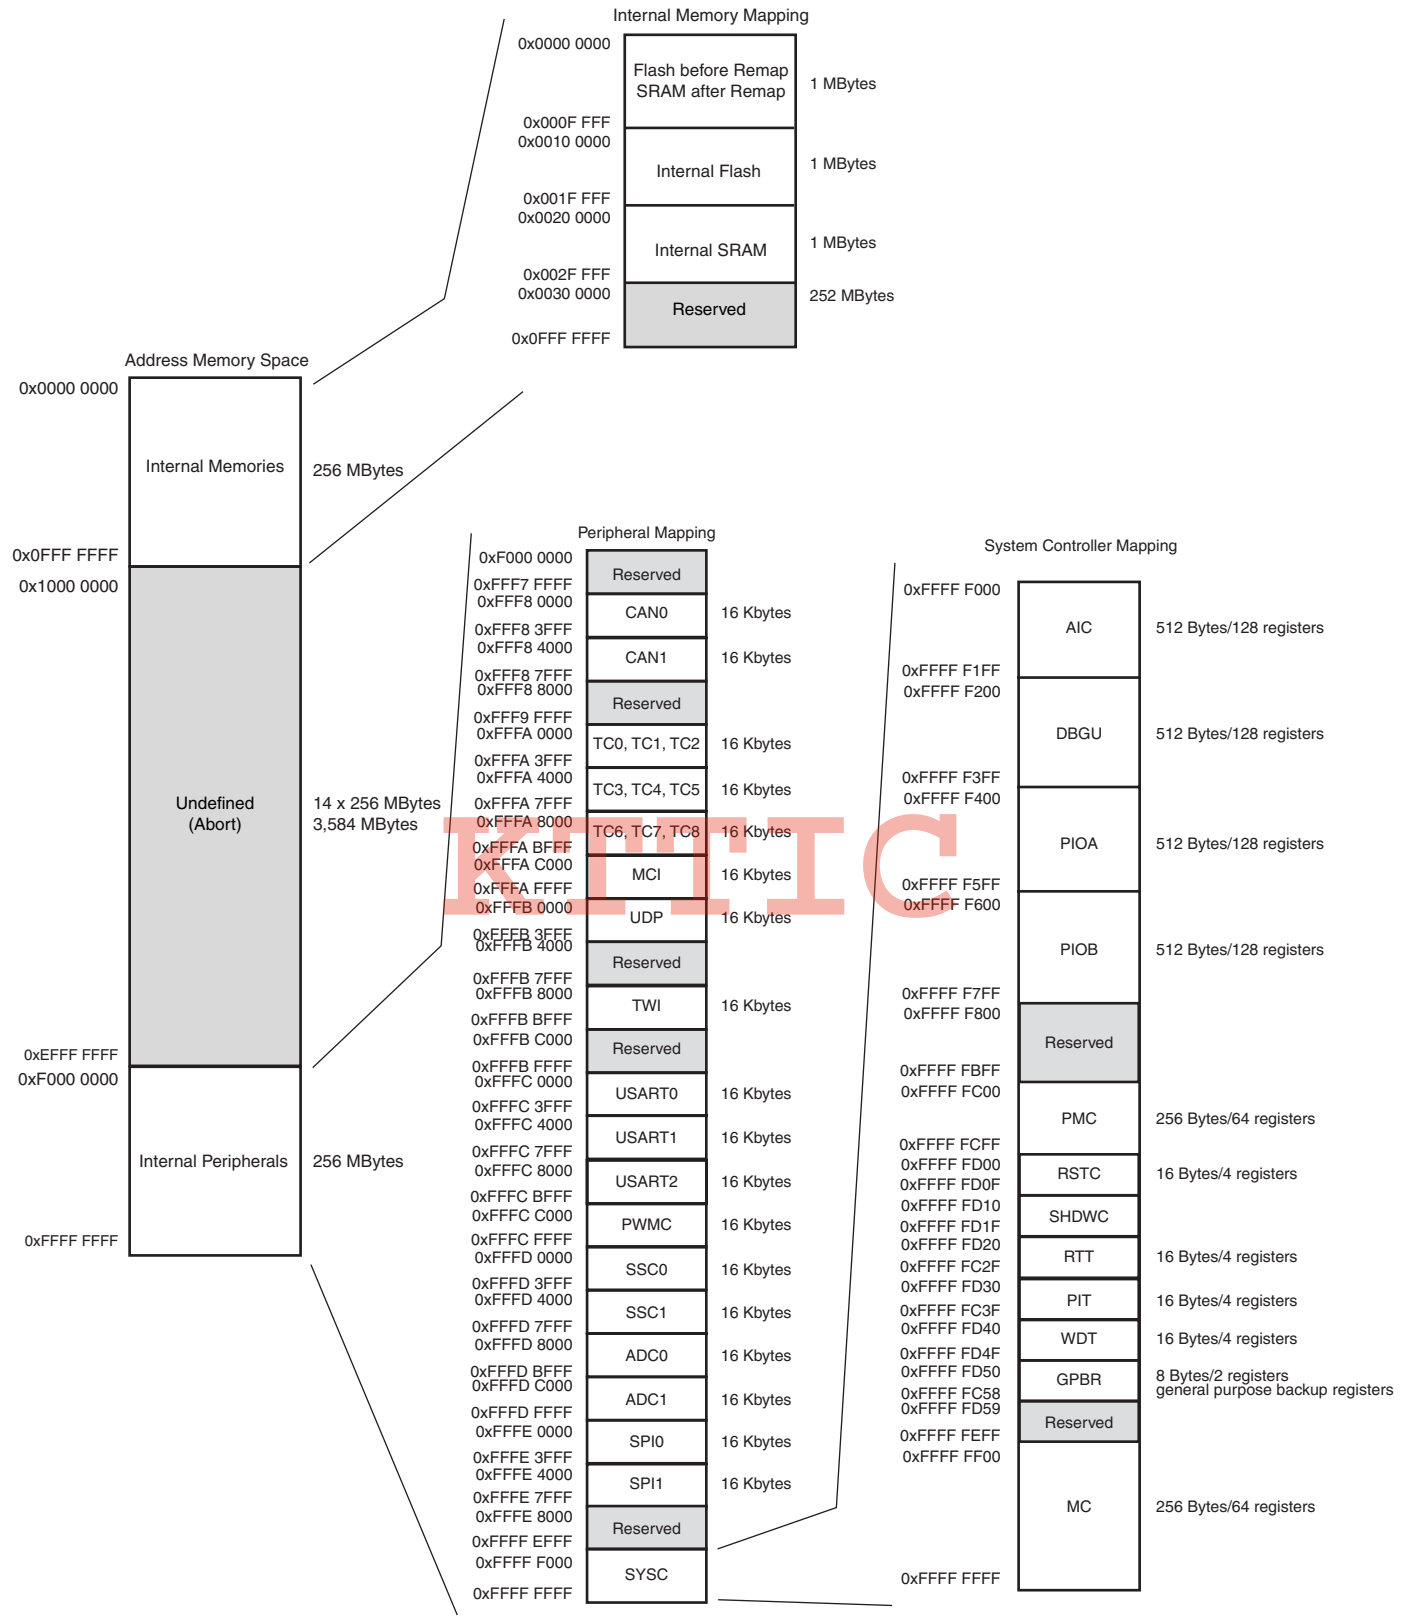 Internal Memory Mapping
0x0000 0000
Flash before Remap
SRAM after Remap
1 MBytes
0x000F FFF
0x0010 0000
Internal Flash
1 MBytes
0x001F FFF
0x0020 0000
Internal SRAM
1 MBytes
0x002F FFF
0x0030 0000
Reserved
252 MBytes
0x0FFF FFFF
Address Memory Space
0x0000 0000
Internal Memories
256 MBytes
0x0FFF FFFF
0x1000 0000
Undefined
(Abort)
14 x 256 MBytes
3,584 MBytes
0xEFFF FFFF
0xF000 0000
Internal Peripherals
256 MBytes
0xFFFF FFFF
Peripheral Mapping
0xF000 0000
Reserved
0xFFF7 FFFF
0xFFF8 0000
CAN0
16 Kbytes
0xFFF8 3FFF
0xFFF8 4000
CAN1
16 Kbytes
0xFFF8 7FFF
0xFFF8 8000
Reserved
0xFFF9 FFFF
0xFFFA 0000
TC0, TC1, TC2
16 Kbytes
0xFFFA 3FFF
0xFFFA 4000
TC3, TC4, TC5
16 Kbytes
0xFFFA 7FFF
0xFFFA 8000
TC6, TC7, TC8
16 Kbytes
0xFFFA BFFF
0xFFFA C000
MCI
16 Kbytes
0xFFFA FFFF
0xFFFB 0000
UDP
16 Kbytes
0xFFFB 3FFF
0xFFFB 4000
Reserved
0xFFFB 7FFF
0xFFFB 8000
TWI
16 Kbytes
0xFFFB BFFF
0xFFFB C000
Reserved
0xFFFB FFFF
0xFFFC 0000
USART0
16 Kbytes
0xFFFC 3FFF
0xFFFC 4000
USART1
16 Kbytes
0xFFFC 7FFF
0xFFFC 8000
USART2
16 Kbytes
0xFFFC BFFF
0xFFFC C000
PWMC
16 Kbytes
0xFFFC FFFF
0xFFFD 0000
SSC0
16 Kbytes
0xFFFD 3FFF
0xFFFD 4000
SSC1
16 Kbytes
0xFFFD 7FFF
0xFFFD 8000
ADC0
16 Kbytes
0xFFFD BFFF
0xFFFD C000
ADC1
16 Kbytes
0xFFFD FFFF
0xFFFE 0000
SPI0
16 Kbytes
0xFFFE 3FFF
0xFFFE 4000
SPI1
16 Kbytes
0xFFFE 7FFF
0xFFFE 8000
Reserved
0xFFFF EFFF
0xFFFF F000
SYSC
0xFFFF FFFF
System Controller Mapping
0xFFFF F000
AIC
512 Bytes/128 registers
0xFFFF F1FF
0xFFFF F200
DBGU
512 Bytes/128 registers
0xFFFF F3FF
0xFFFF F400
PIOA
512 Bytes/128 registers
0xFFFF F5FF
0xFFFF F600
PIOB
512 Bytes/128 registers
0xFFFF F7FF
0xFFFF F800
Reserved
0xFFFF FBFF
0xFFFF FC00
PMC
256 Bytes/64 registers
0xFFFF FCFF
0xFFFF FD00
RSTC
16 Bytes/4 registers
0xFFFF FD0F
0xFFFF FD10
SHDWC
0xFFFF FD1F
0xFFFF FD20
RTT
16 Bytes/4 registers
0xFFFF FC2F
0xFFFF FD30
PIT
16 Bytes/4 registers
0xFFFF FC3F
0xFFFF FD40
WDT
16 Bytes/4 registers
0xFFFF FD4F
0xFFFF FD50
GPBR
8 Bytes/2 registers
general purpose backup registers
0xFFFF FC58
0xFFFF FD59
Reserved
0xFFFF FEFF
0xFFFF FF00
MC
256 Bytes/64 registers
0xFFFF FFFF
KTTIC